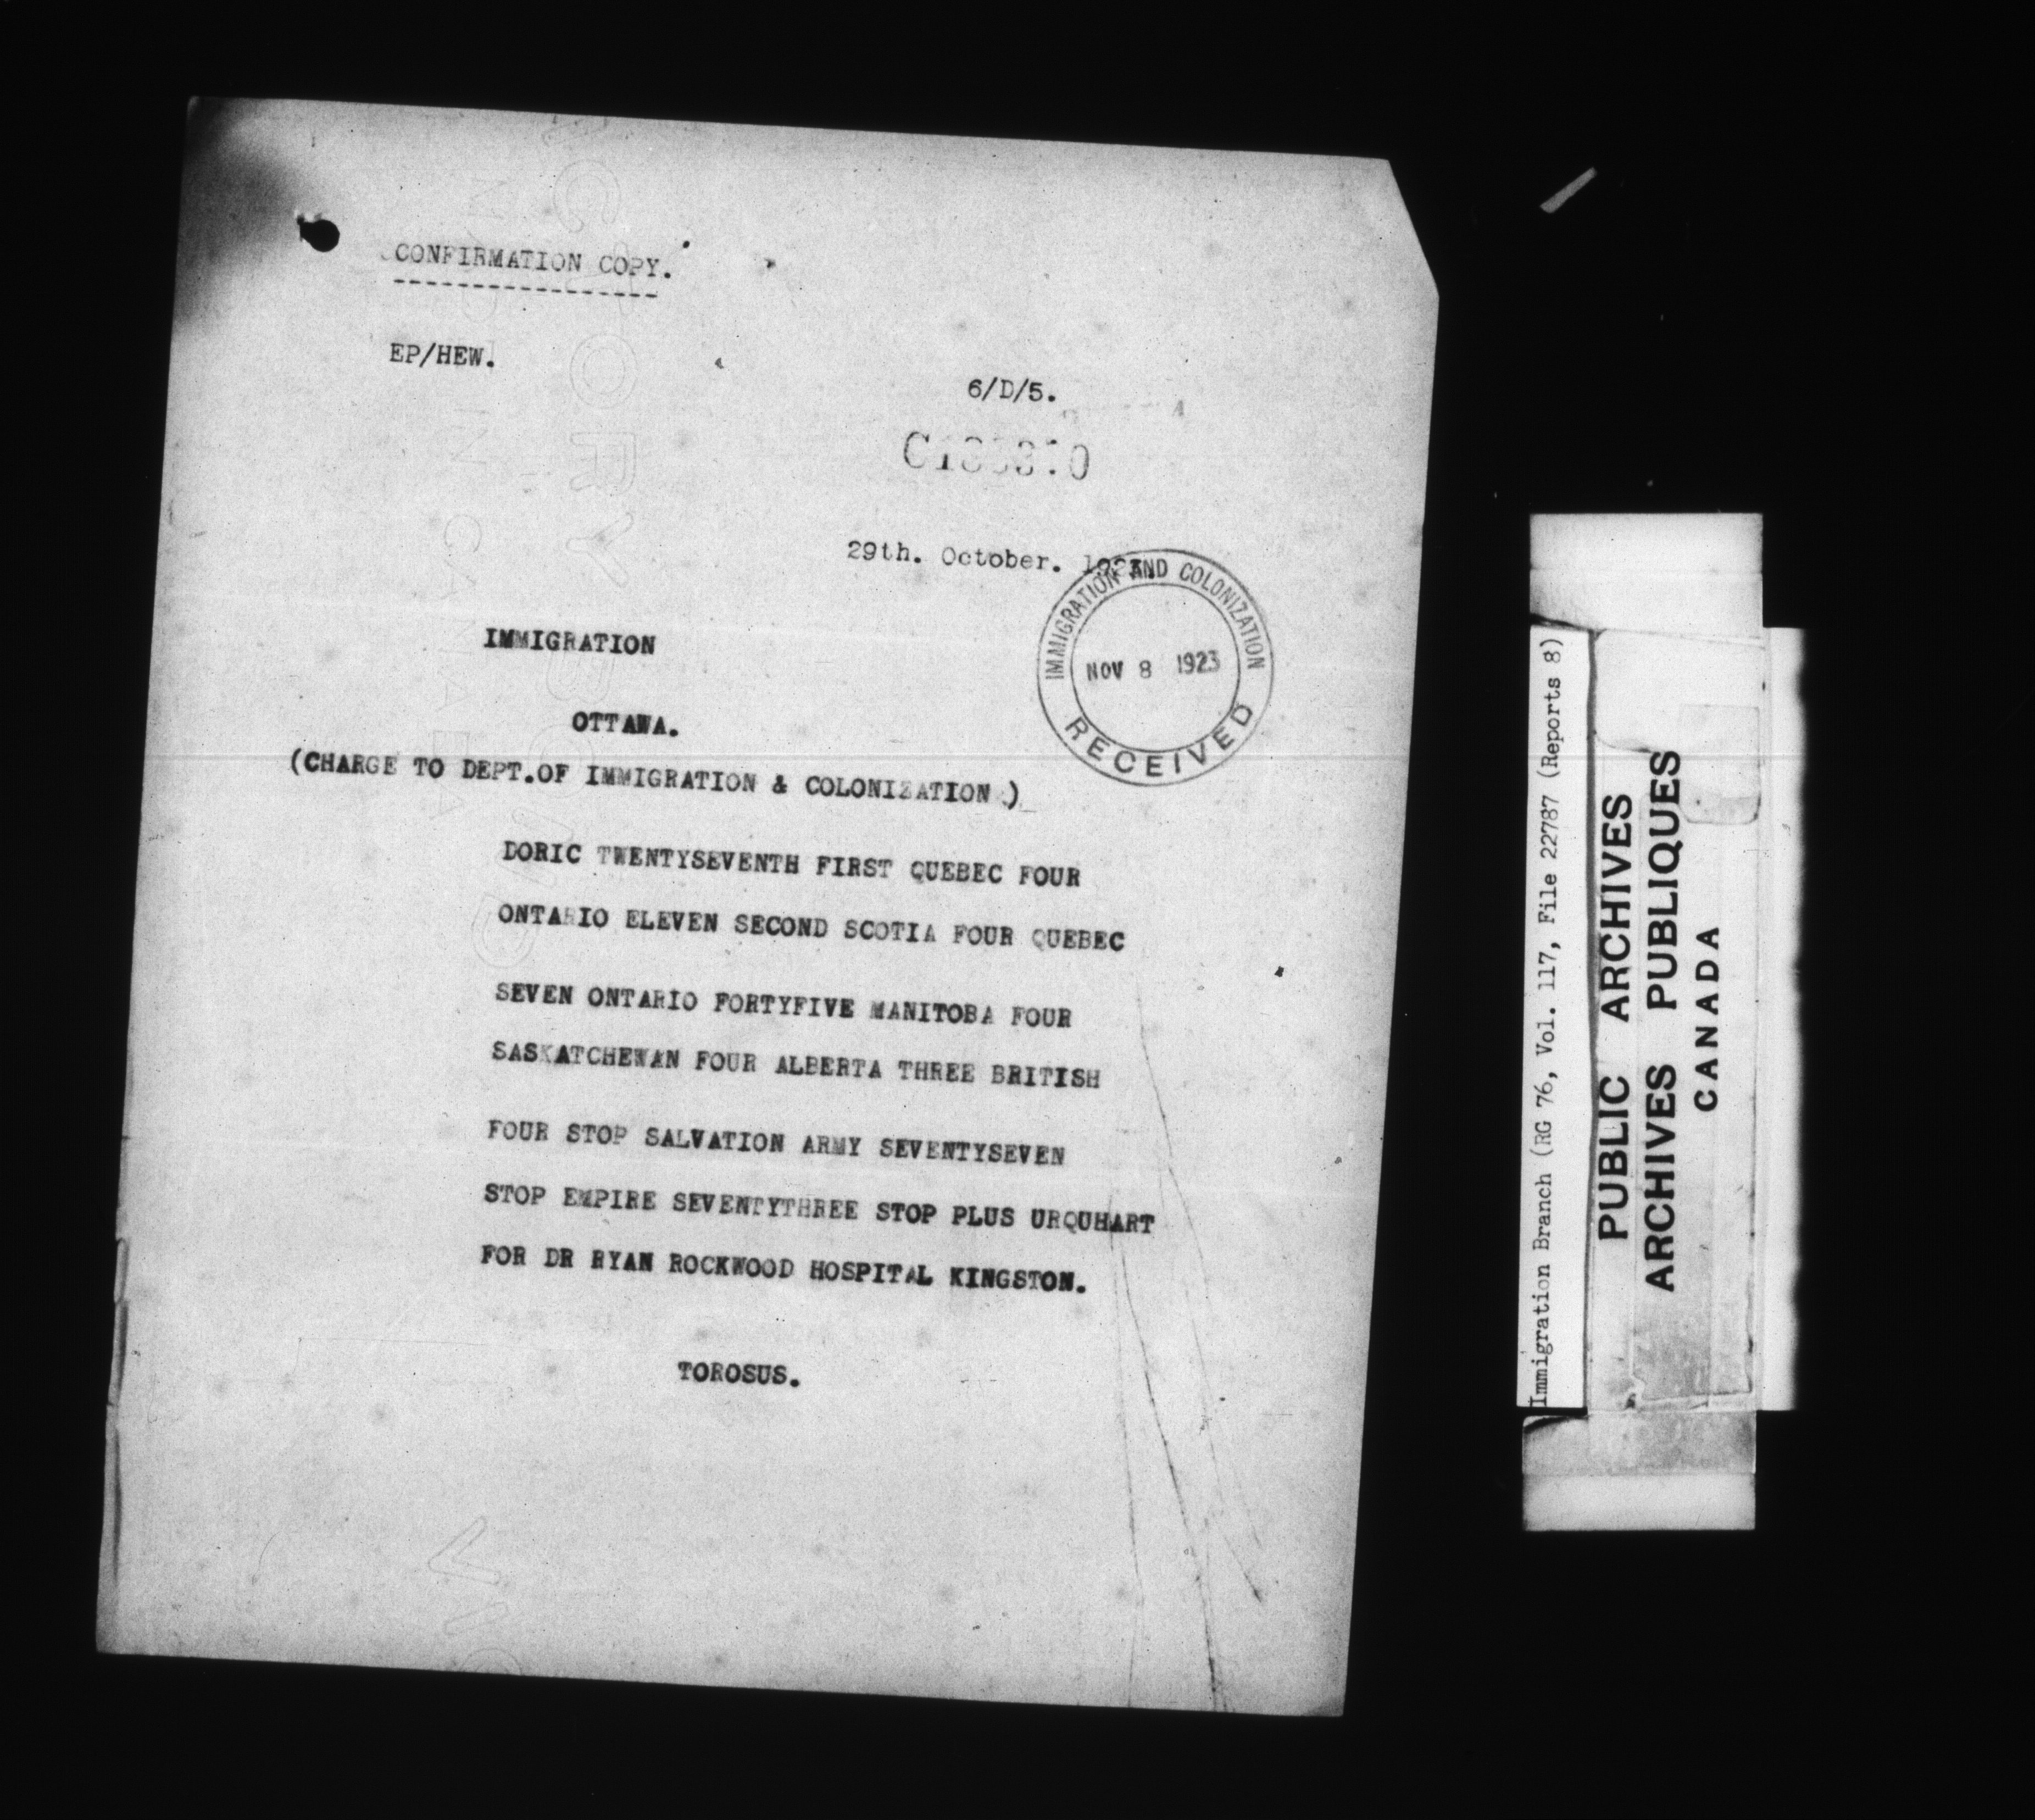 CONFIRMATION COPY.
EP/HEW.
6/D/5.
29th. October. 1923.
IMMIGRATION AND COLONIZATION
NOV 8 1923
RECEIVED
IMMIGRATION
OTTAWA.
(CHARGE TO DEPT.OF IMMIGRATION & COLONIZATION.)
DORIC TWENTYSEVENTH FIRST QUEBEC FOUR
ONTARIO ELEVEN SECOND SCOTIA FOUR QUEBEC
SEVEN ONTARIO FORTYFIVE MANITOBA FOUR
SASKATCHEWAN FOUR ALBERTA THREE BRITISH
FOUR STOP SALVATION ARMY SEVENTYSEVEN
STOP EMPIRE SEVENTYTHREE STOP PLUS URQUHART
FOR DR RYAN ROCKWOOD HOSPITAL KINGSTON.
TOROSUS.
Immigration Branch (RG 76, Vol. 117, File 22787 (Reports 8)
PUBLIC ARCHIVES
ARCHIVES PUBLIQUES
CANADA